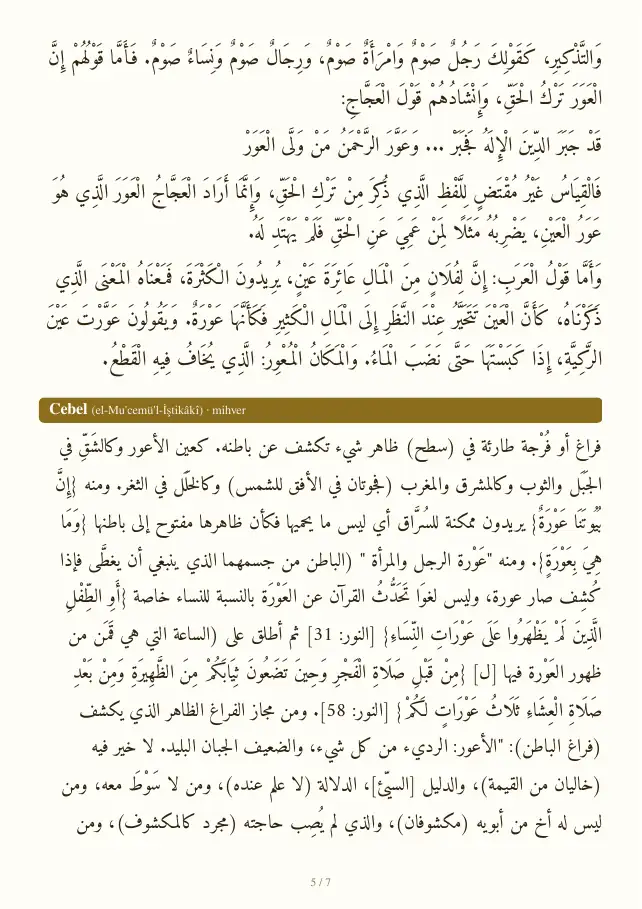 وَالتَّذْكِيرِ، كَقَوْلِكَ رَجُلٌ صَوْمٌ وَامْرَأَةٌ صَوْمٌ، وَرِجَالٌ صَوْمٌ وَنِسَاءٌ صَوْمٌ. فَأَمَّا قَوْلُهُمْ إِنَّ
الْعَوَرَ تَرْكُ الْحَقِّ، وَإِنْشَادُهُمْ قَوْلَ الْعَجَّاجِ:
قَدْ جَبَرَ الدِّينَ الْإِلَهُ فَجَبَرْ ... وَعَوَّرَ الرَّحْمَنُ مَنْ وَلَّى الْعَوَرْ
فَالْقِيَاسُ غَيْرُ مُقْتَضٍ لِلَّفْظِ الَّذِي ذُكِرَ مِنْ تَرْكِ الْحَقِّ، وَإِنَّمَا أَرَادَ الْعَجَّاجُ الْعَوَرَ الَّذِي هُوَ
عَوَرُ الْعَيْنِ، يَضْرِبُهُ مَثَلًا لِمَنْ عَمِيَ عَنِ الْحَقِّ فَلَمْ يَهْتَدِ لَهُ.
وَأَمَّا قَوْلُ الْعَرَبِ: إِنَّ لِفُلَانٍ مِنَ الْمَالِ عَائِرَةَ عَيْنٍ، يُرِيدُونَ الْكَثْرَةَ، فَمَعْنَاهُ الْمَعْنَى الَّذِي
ذَكَرْنَاهُ، كَأَنَّ الْعَيْنَ تَتَحَيَّرُ عِنْدَ النَّظَرِ إِلَى الْمَالِ الْكَثِيرِ فَكَأَنَّهَا عَوْرَةٌ. وَيَقُولُونَ عَوَّرْتَ عَيْنَ
الرَّكِيَّةِ، إِذَا كَبَسْتَهَا حَتَّى نَضَبَ الْمَاءُ. وَالْمَكَانُ الْمُعْوِرُ: الَّذِي يُخَافُ فِيهِ الْقَطْعُ.
Cebel (el-Mu'cemü'l-İştikâkî) · mihver
فراغ أو فُرْجة طارئة في (سطح) ظاهر شيء تكشف عن باطنه. كعين الأعور وكالشَقِّ في
الجَبَل والثوب وكالمشرق والمغرب (فجوتان في الأفق للشمس) وكالخَلَل في الثغر. ومنه {إِنَّ
بُيُوتَنَا عَوْرَةٌ} يريدون ممكنة للسُرَّاق أي ليس ما يحميها فكأن ظاهرها مفتوح إلى باطنها {وَمَا
هِيَ بِعَوْرَةٍ}. ومنه "عَوْرة الرجل والمرأة " (الباطن من جسمهما الذي ينبغي أن يغطَّى فإذا
كُشِف صار عورة، وليس لغوًا تَحَدُّثُ القرآن عن العَوْرَة بالنسبة للنساء خاصة {أَوِ الطِّفْلِ
الَّذِينَ لَمْ يَظْهَرُوا عَلَى عَوْرَاتِ النِّسَاءِ} [النور: 31] ثم أطلق على (الساعة التي هي قَمَن من
ظهور العَوْرة فيها [ل] {مِنْ قَبْلِ صَلَاةِ الْفَجْرِ وَحِينَ تَضَعُونَ ثِيَابَكُمْ مِنَ الظَّهِيرَةِ وَمِنْ بَعْدِ
صَلَاةِ الْعِشَاءِ ثَلَاثُ عَوْرَاتٍ لَكُمْ} [النور: 58]. ومن مجاز الفراغ الظاهر الذي يكشف
(فراغ الباطن): "الأعور: الرديء من كل شيء، والضعيف الجبان البليد. لا خير فيه
(خاليان من القيمة)، والدليل [السيّئ]، الدلالة (لا علم عنده)، ومن لا سَوْطَ معه، ومن
ليس له أخ من أبويه (مكشوفان)، والذي لم يُصِب حاجته (مجرد كالمكشوف)، ومن
5 / 7